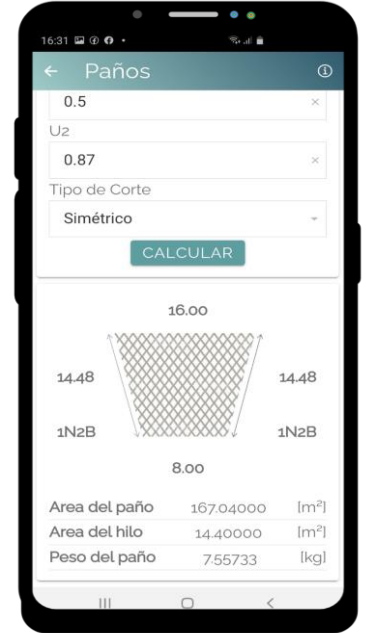 16:31
Paños
0.5
U2
0.87
Tipo de Corte
Simétrico
CALCULAR
16.00
14.48 14.48
1N2B 1N2B
8.00
Area del paño 167.04000 [m²]
Area del hilo 14.40000 [m²]
Peso del paño 7.55733 [kg]